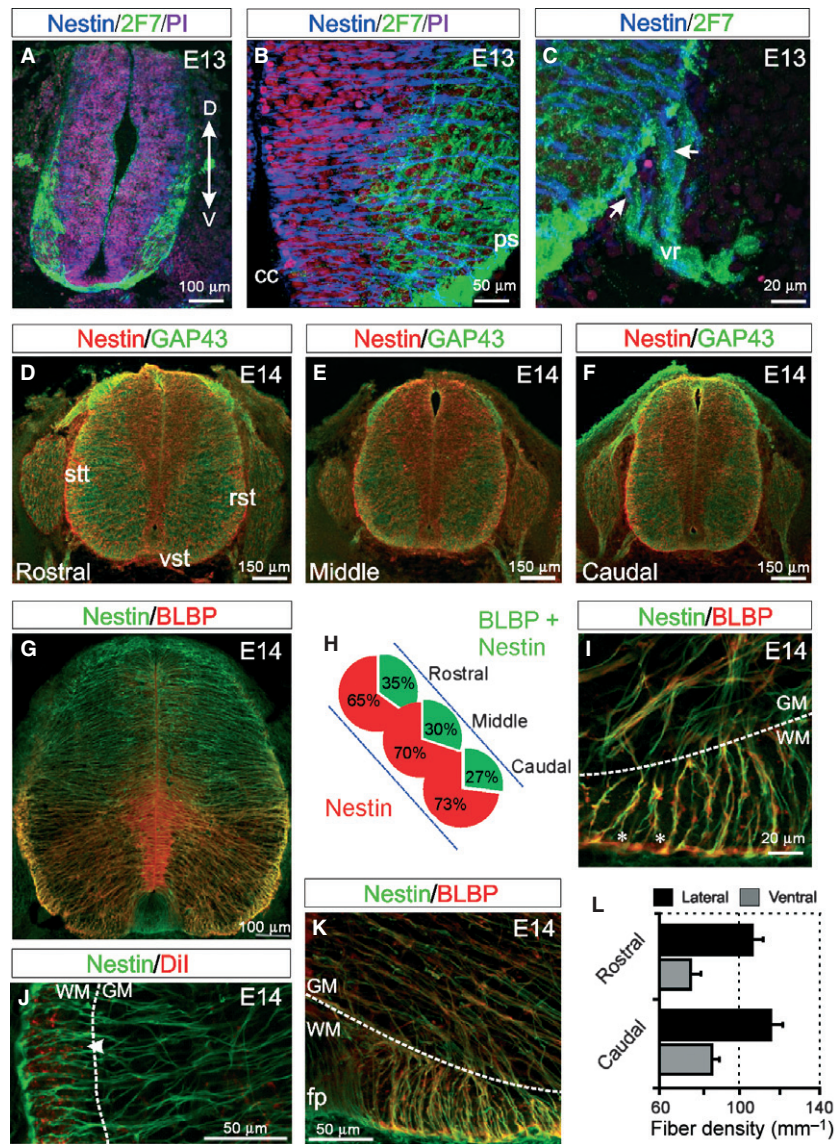 Nestin/2F7/PI
Nestin/2F7/PI
Nestin/2F7
A
E13
D
V
100 µm
B
E13
cc
ps
50 µm
C
E13
vr
20 µm
Nestin/GAP43
Nestin/GAP43
Nestin/GAP43
D
E14
stt
rst
vst
Rostral
150 µm
E
E14
Middle
150 µm
F
E14
Caudal
150 µm
Nestin/BLBP
G
E14
100 µm
H
BLBP +
Nestin
35%
Rostral
65%
30%
Middle
70%
27%
Caudal
73%
Nestin
Nestin/BLBP
I
E14
GM
WM
* *
20 µm
Nestin/DiI
J
WM GM
E14
50 µm
Nestin/BLBP
K
E14
GM
WM
fp
50 µm
L
Lateral Ventral
Rostral
Caudal
60 100 140
Fiber density (mm⁻¹)